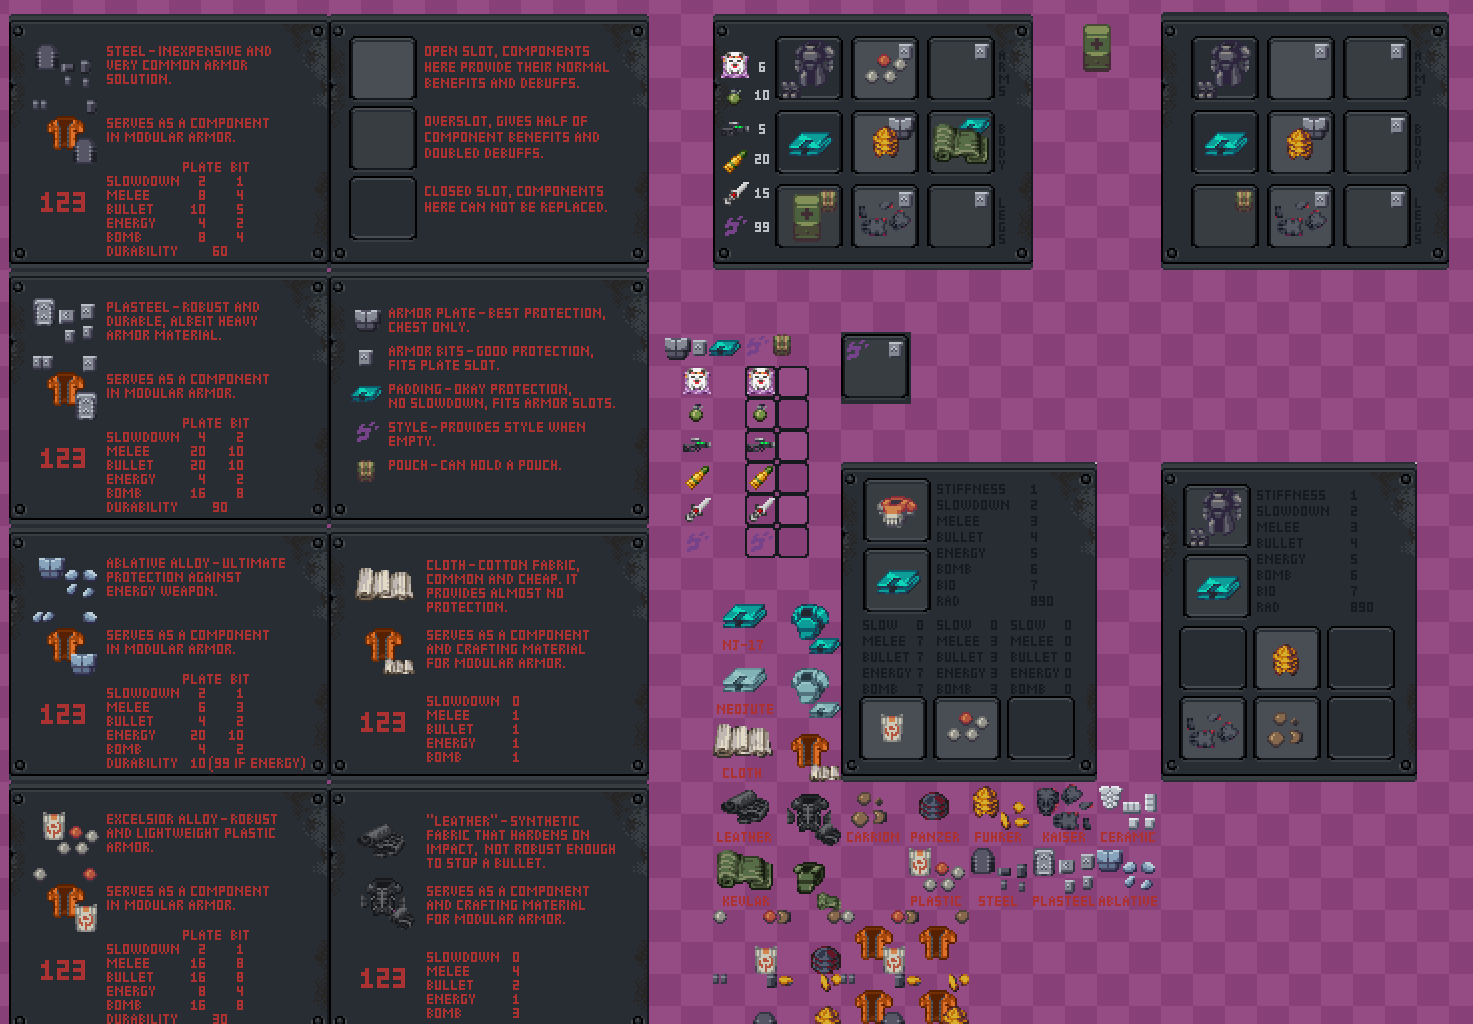 STEEL - INEXPENSIVE AND
VERY COMMON ARMOR
SOLUTION.
SERVES AS A COMPONENT
IN MODULAR ARMOR.
PLATE BIT
SLOWDOWN 2 1
MELEE 8 4
BULLET 10 5
ENERGY 4 2
BOMB 8 4
DURABILITY 60
123
OPEN SLOT, COMPONENTS
HERE PROVIDE THEIR NORMAL
BENEFITS AND DEBUFFS.
OVERSLOT, GIVES HALF OF
COMPONENT BENEFITS AND
DOUBLED DEBUFFS.
CLOSED SLOT, COMPONENTS
HERE CAN NOT BE REPLACED.
6
10
5
20
15
99
ARMS
BODY
LEGS
ARMS
BODY
LEGS
PLASTEEL - ROBUST AND
DURABLE, ALBEIT HEAVY
ARMOR MATERIAL.
SERVES AS A COMPONENT
IN MODULAR ARMOR.
PLATE BIT
SLOWDOWN 4 2
MELEE 20 10
BULLET 20 10
ENERGY 4 2
BOMB 16 8
DURABILITY 90
123
ARMOR PLATE - BEST PROTECTION,
CHEST ONLY.
ARMOR BITS - GOOD PROTECTION,
FITS PLATE SLOT.
PADDING - OKAY PROTECTION,
NO SLOWDOWN, FITS ARMOR SLOTS.
STYLE - PROVIDES STYLE WHEN
EMPTY.
POUCH - CAN HOLD A POUCH.
STIFFNESS 1
SLOWDOWN 2
MELEE 3
BULLET 4
ENERGY 5
BOMB 6
BIO 7
RAD 890
SLOW 0 SLOW 0 SLOW 0
MELEE 7 MELEE 3 MELEE 0
BULLET 7 BULLET 3 BULLET 0
ENERGY 7 ENERGY 3 ENERGY 0
BOMB 7 BOMB 3 BOMB 0
STIFFNESS 1
SLOWDOWN 2
MELEE 3
BULLET 4
ENERGY 5
BOMB 6
BIO 7
RAD 890
ABLATIVE ALLOY - ULTIMATE
PROTECTION AGAINST
ENERGY WEAPON.
SERVES AS A COMPONENT
IN MODULAR ARMOR.
PLATE BIT
SLOWDOWN 2 1
MELEE 6 3
BULLET 4 2
ENERGY 20 10
BOMB 4 2
DURABILITY 10(99 IF ENERGY)
123
CLOTH - COTTON FABRIC,
COMMON AND CHEAP. IT
PROVIDES ALMOST NO
PROTECTION.
SERVES AS A COMPONENT
AND CRAFTING MATERIAL
FOR MODULAR ARMOR.
SLOWDOWN 0
MELEE 1
BULLET 1
ENERGY 1
BOMB 1
123
NEOJUTE
CLOTH
LEATHER
CARRION
PANZER
FUHRER
KAISER
CERAMIC
KEVLAR
PLASTIC
STEEL
PLASTEEL
ABLATIVE
EXCELSIOR ALLOY - ROBUST
AND LIGHTWEIGHT PLASTIC
ARMOR.
SERVES AS A COMPONENT
IN MODULAR ARMOR.
PLATE BIT
SLOWDOWN 2 1
MELEE 16 8
BULLET 16 8
ENERGY 8 4
BOMB 16 8
DURABILITY 30
123
"LEATHER" - SYNTHETIC
FABRIC THAT HARDENS ON
IMPACT, NOT ROBUST ENOUGH
TO STOP A BULLET.
SERVES AS A COMPONENT
AND CRAFTING MATERIAL
FOR MODULAR ARMOR.
SLOWDOWN 0
MELEE 4
BULLET 2
ENERGY 1
BOMB 3
123